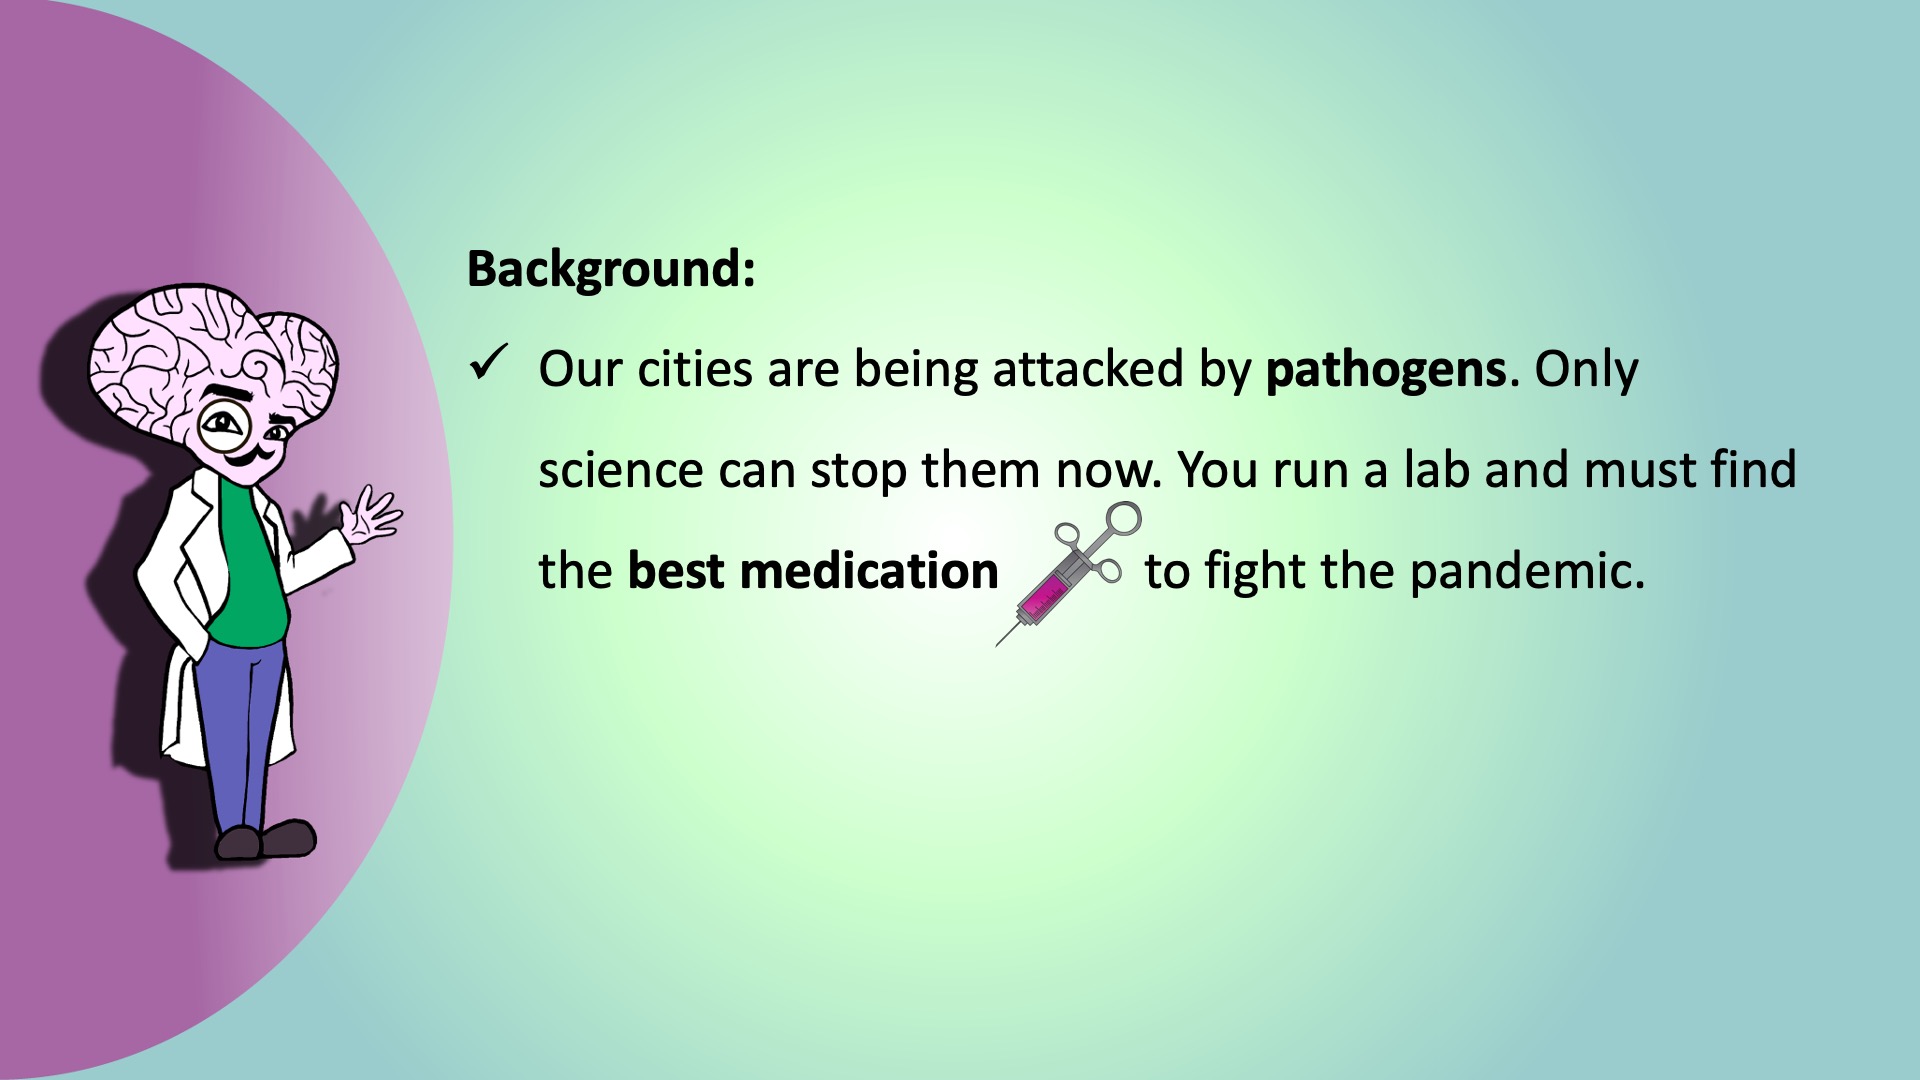 Background:
✓ Our cities are being attacked by pathogens. Only
science can stop them now. You run a lab and must find
the best medication to fight the pandemic.